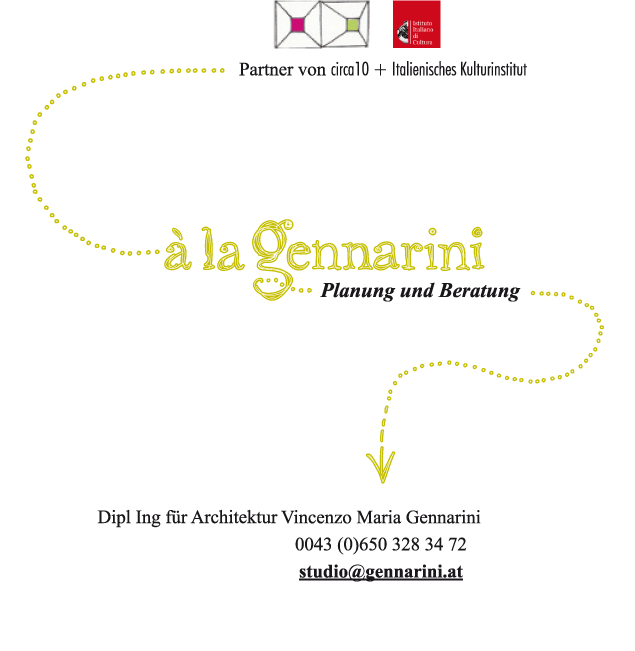 Istituto
Italiano
di
Cultura
Partner von circa10 + Italienisches Kulturinstitut
à la gennarini
Planung und Beratung
Dipl Ing für Architektur Vincenzo Maria Gennarini
0043 (0)650 328 34 72
studio@gennarini.at